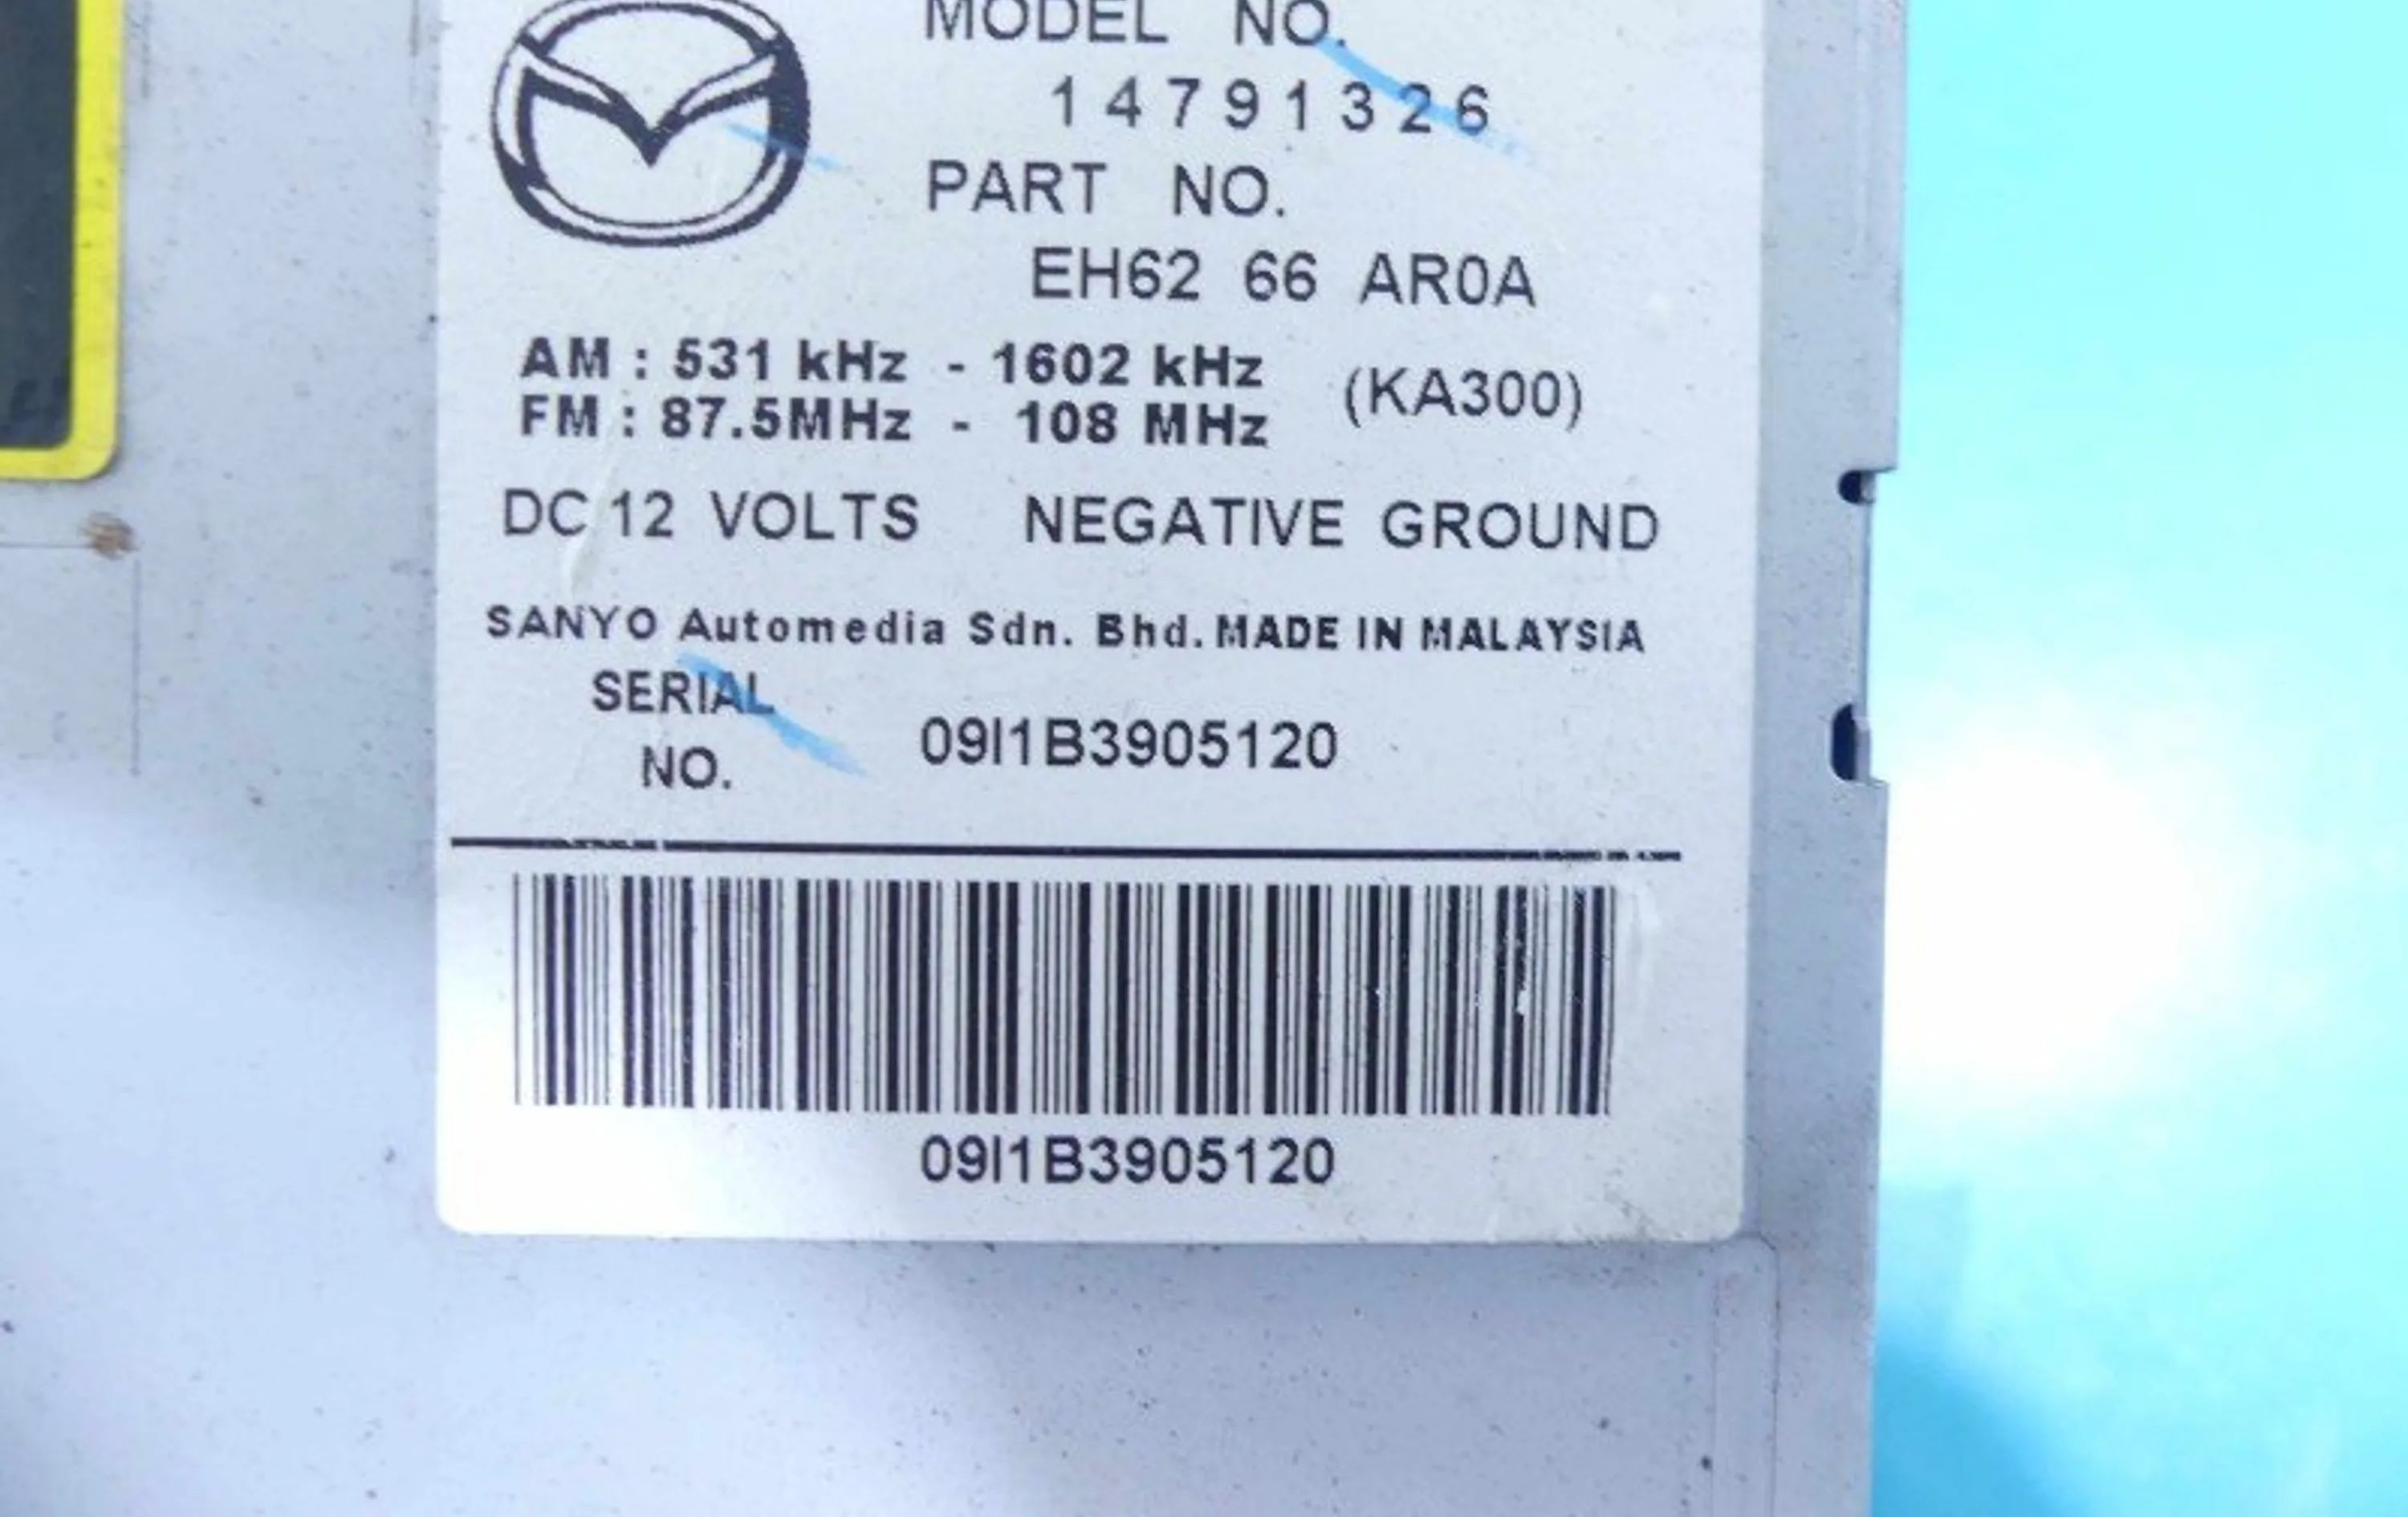 MODEL NO.
14791326
PART NO.
EH62 66 AR0A
AM : 531 kHz - 1602 kHz (KA300)
FM : 87.5MHz - 108 MHz
DC 12 VOLTS NEGATIVE GROUND
SANYO Automedia Sdn. Bhd. MADE IN MALAYSIA
SERIAL
NO. 09I1B3905120
09I1B3905120